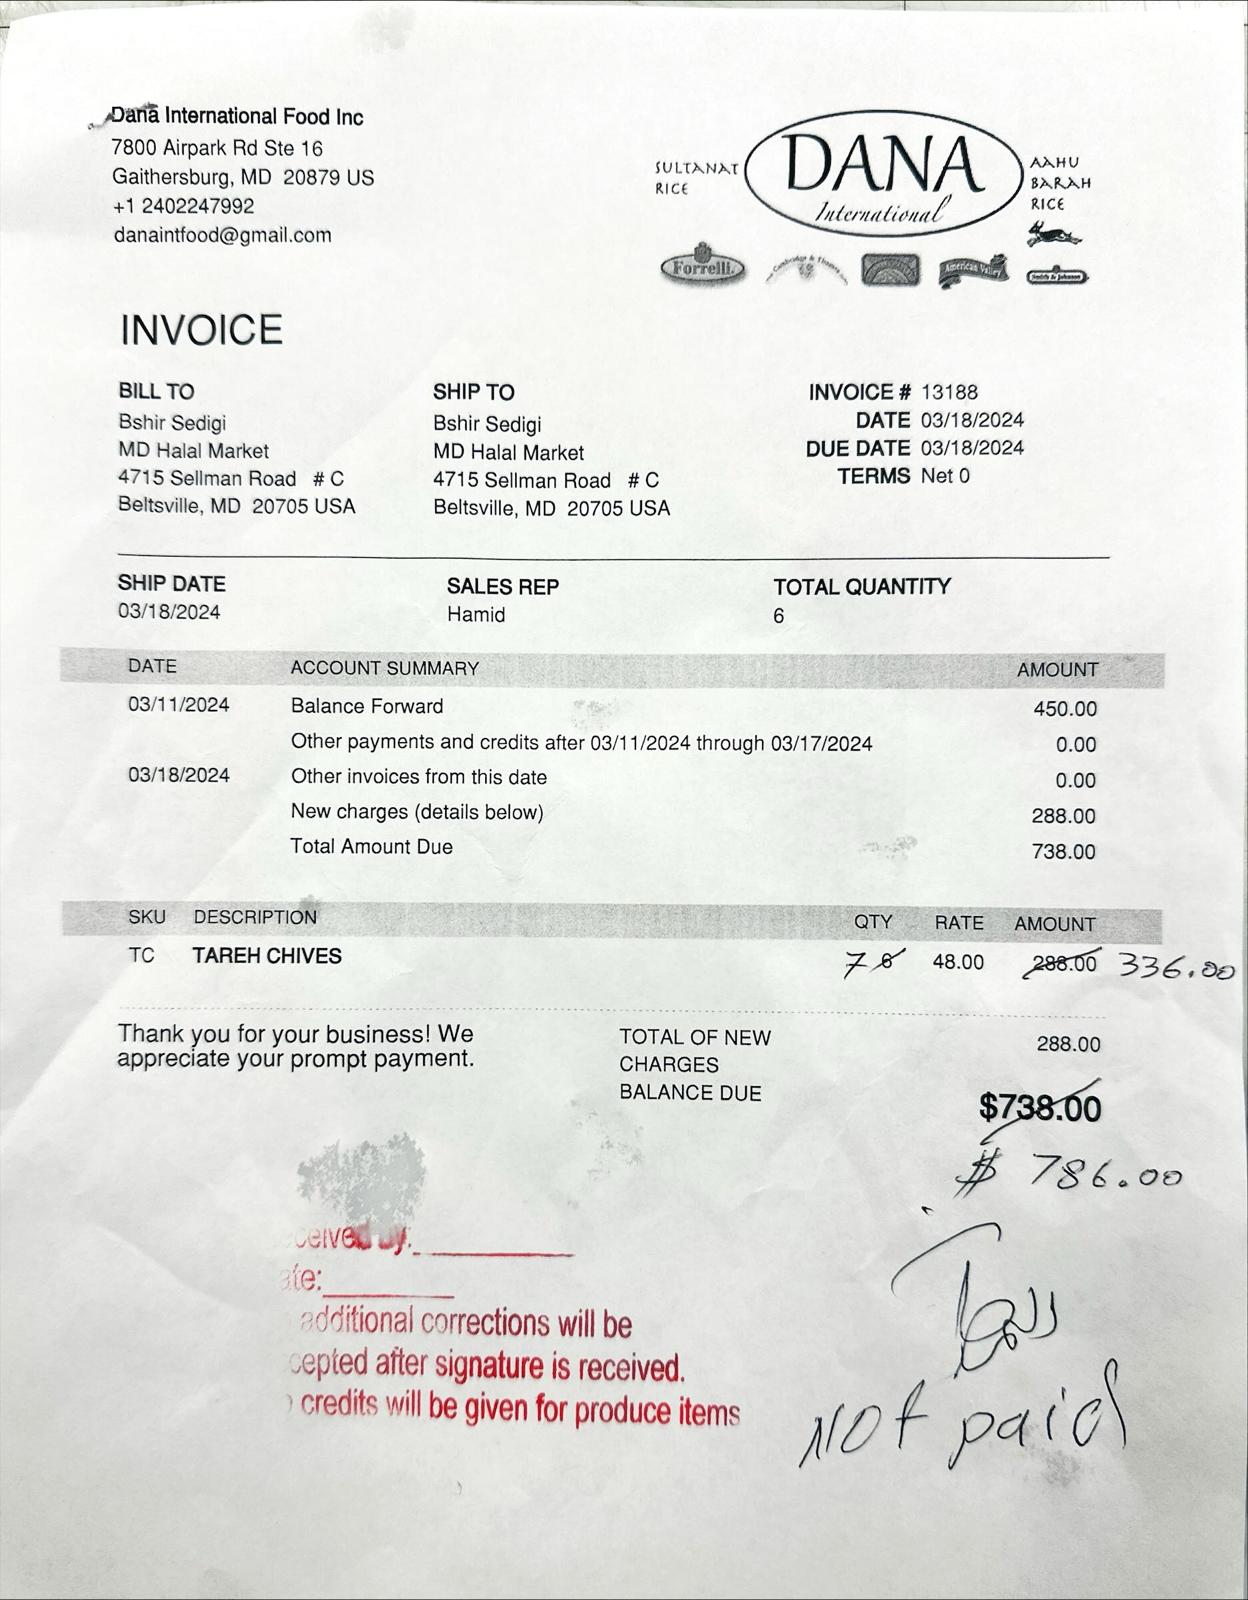 Dana International Food Inc
7800 Airpark Rd Ste 16
Gaithersburg, MD 20879 US
+1 2402247992
danaintfood@gmail.com
SULTANAT
RICE
DANA
International
AAHU
BARAH
RICE
Forrelli
Cambridge & Thames
American Valley
Smith & Johnson
INVOICE
BILL TO
Bshir Sedigi
MD Halal Market
4715 Sellman Road # C
Beltsville, MD 20705 USA
SHIP TO
Bshir Sedigi
MD Halal Market
4715 Sellman Road # C
Beltsville, MD 20705 USA
INVOICE # 13188
DATE 03/18/2024
DUE DATE 03/18/2024
TERMS Net 0
SHIP DATE SALES REP TOTAL QUANTITY
03/18/2024 Hamid 6
DATE ACCOUNT SUMMARY AMOUNT
03/11/2024 Balance Forward 450.00
Other payments and credits after 03/11/2024 through 03/17/2024 0.00
03/18/2024 Other invoices from this date 0.00
New charges (details below) 288.00
Total Amount Due 738.00
SKU DESCRIPTION QTY RATE AMOUNT
TC TAREH CHIVES 7 6 48.00 288.00 336.00
Thank you for your business! We
appreciate your prompt payment.
TOTAL OF NEW 288.00
CHARGES
BALANCE DUE $738.00
$ 786.00
ceived by:
ate:
additional corrections will be
cepted after signature is received.
credits will be given for produce items
Not paid